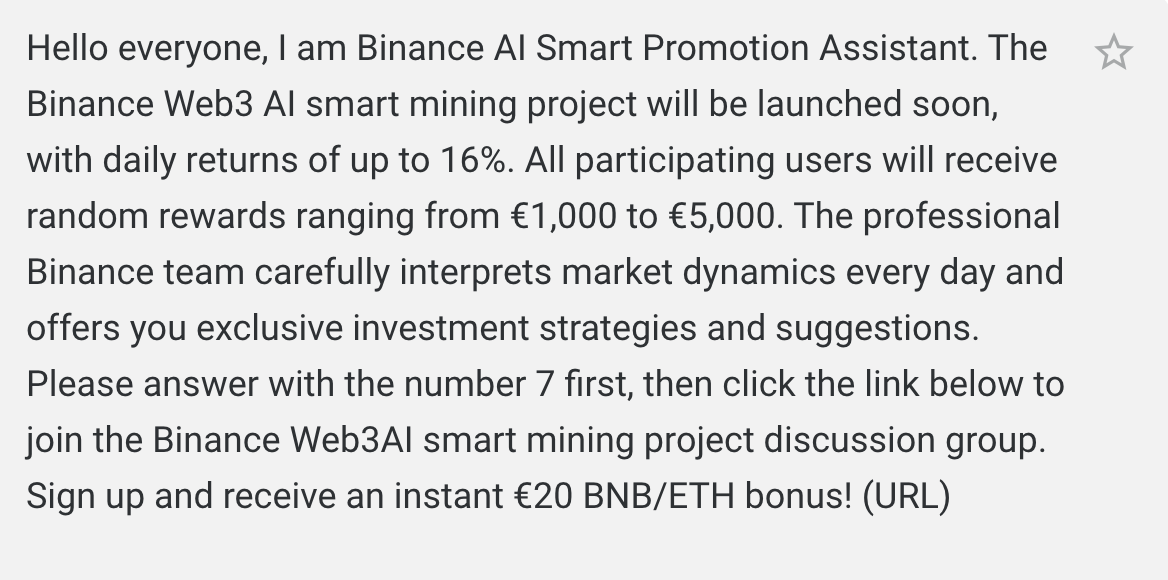 Hello everyone, I am Binance AI Smart Promotion Assistant. The
Binance Web3 AI smart mining project will be launched soon,
with daily returns of up to 16%. All participating users will receive
random rewards ranging from €1,000 to €5,000. The professional
Binance team carefully interprets market dynamics every day and
offers you exclusive investment strategies and suggestions.
Please answer with the number 7 first, then click the link below to
join the Binance Web3AI smart mining project discussion group.
Sign up and receive an instant €20 BNB/ETH bonus! (URL)